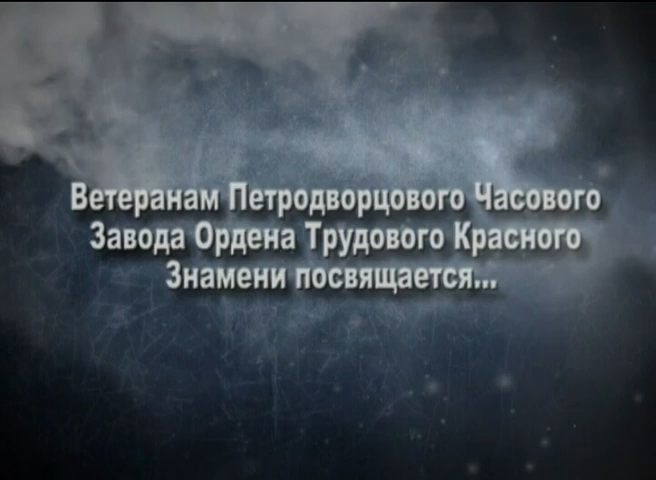 Ветеранам Петродворцового Часового
Завода Ордена Трудового Красного
Знамени посвящается...